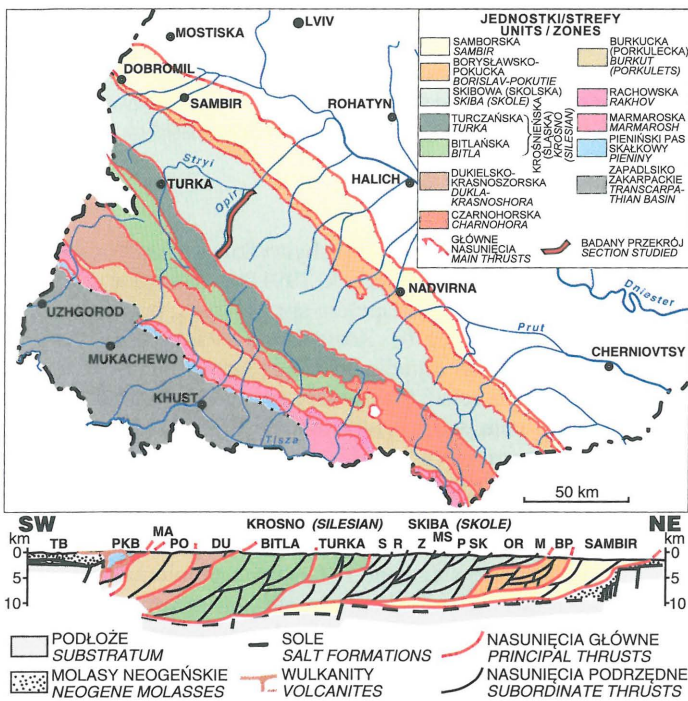 LVIV
MOSTISKA
DOBROMIL
SAMBIR
ROHATYN
Stryi
TURKA
Opir
HALICH
NADVIRNA
UZHGOROD
MUKACHEWO
KHUST
Tisza
Dniester
Prut
CHERNIOVTSY
50 km
JEDNOSTKI/STREFY
UNITS / ZONES
SAMBORSKA
SAMBIR
BORYSŁAWSKO-
POKUCKA
BORISLAV-POKUTIE
SKIBOWA (SKOLSKA)
SKIBA (SKOLE)
TURCZAŃSKA
TURKA
BITLAŃSKA
BITLA
KROŚNIEŃSKA
(ŚLĄSKA)
KROSNO
(SILESIAN)
DUKIELSKO-
KRASNOSZORSKA
DUKLA-
KRASNOSHORA
CZARNOHORSKA
CHARNOHORA
GŁÓWNE
NASUNIĘCIA
MAIN THRUSTS
BURKUCKA
(PORKULECKA)
BURKUT
(PORKULETS)
RACHOWSKA
RAKHOV
MARMAROSKA
MARMAROSH
PIENIŃSKI PAS
SKAŁKOWY
PIENINY
ZAPADLSIKO
ZAKARPACKIE
TRANSCARPA-
THIAN BASIN
BADANY PRZEKRÓJ
SECTION STUDIED
SW
KROSNO (SILESIAN) SKIBA (SKOLE)
NE
km TB PKB MA PO DU BITLA TURKA S R Z MS P SK OR M BP SAMBIR km
0 0
5 5
10 10
PODŁOŻE
SUBSTRATUM
SOLE
SALT FORMATIONS
NASUNIĘCIA GŁÓWNE
PRINCIPAL THRUSTS
MOLASY NEOGEŃSKIE
NEOGENE MOLASSES
WULKANITY
VOLCANITES
NASUNIĘCIA PODRZĘDNE
SUBORDINATE THRUSTS